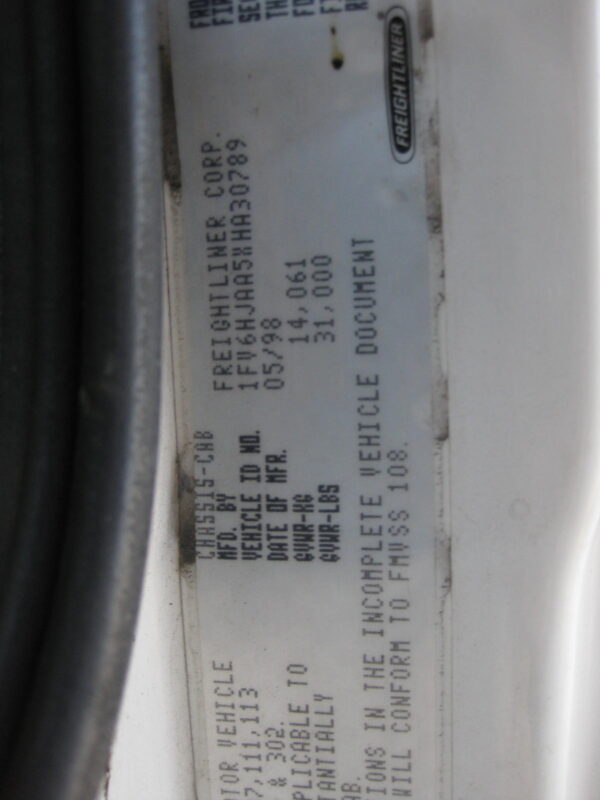 FREIGHTLINER
CHASSIS-CAB
MFD. BY FREIGHTLINER CORP.
VEHICLE ID NO. 1FV6HJAA5XHA30789
DATE OF MFR. 05/98
GVWR-KG 14,061
GVWR-LBS 31,000
IONS IN THE INCOMPLETE VEHICLE DOCUMENT
WILL CONFORM TO FMVSS 108.
TOR VEHICLE
7,111,113
& 302.
PLICABLE TO
TANTIALLY
AB.